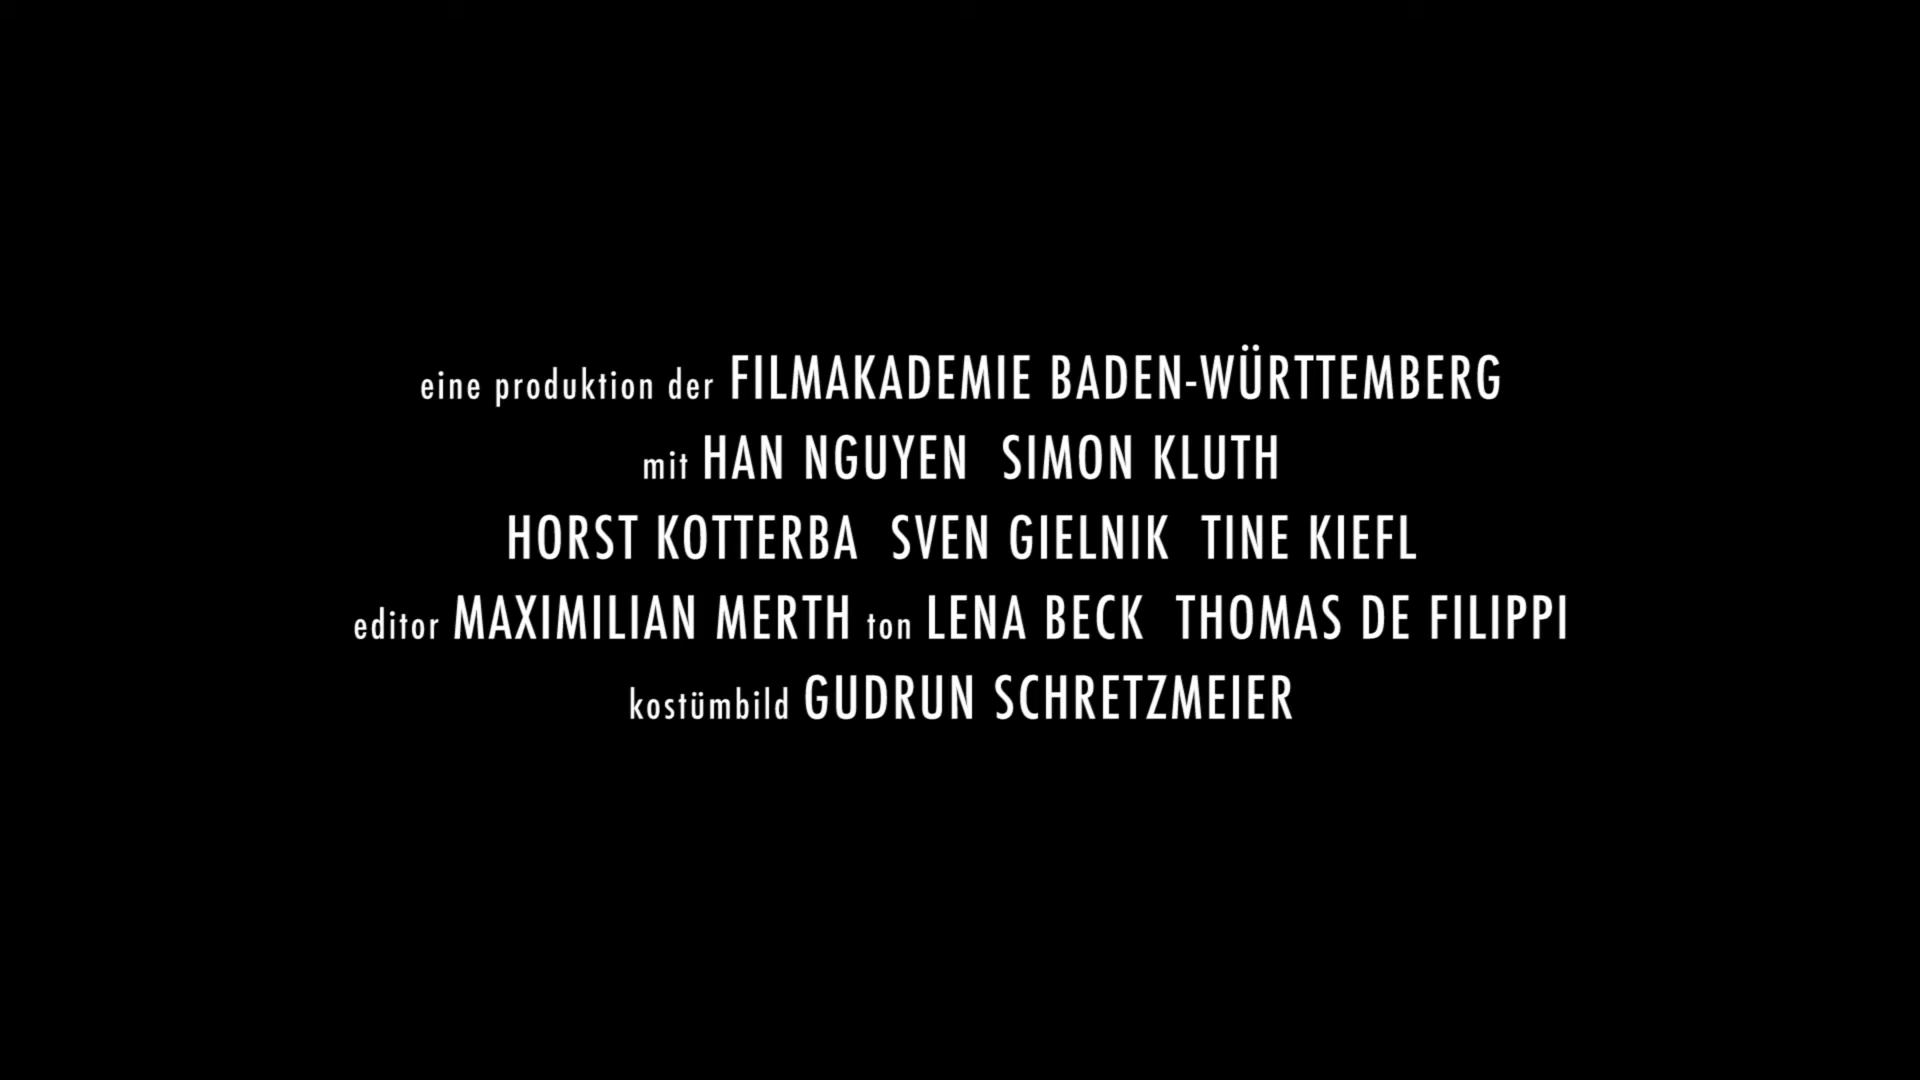 eine produktion der FILMAKADEMIE BADEN-WÜRTTEMBERG
mit HAN NGUYEN SIMON KLUTH
HORST KOTTERBA SVEN GIELNIK TINE KIEFL
editor MAXIMILIAN MERTH ton LENA BECK THOMAS DE FILIPPI
kostümbild GUDRUN SCHRETZMEIER